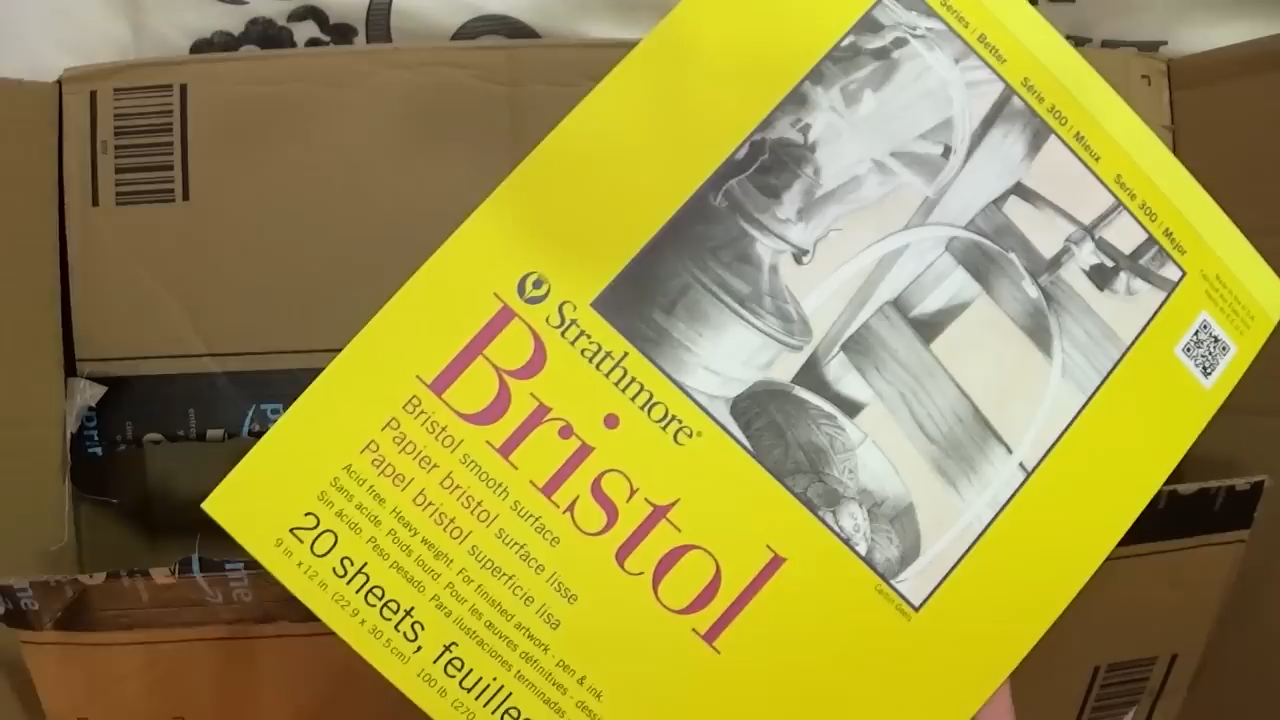 Series | Better
Série 300 | Mieux
Serie 300 | Mejor
Strathmore®
Bristol
Bristol smooth surface
Papier bristol surface lisse
Papel bristol superficie lisa
Acid free. Heavy weight. For finished artwork - pen & ink.
Sans acide. Poids lourd. Pour les œuvres définitives - dessi
Sin ácido. Peso pesado. Para ilustraciones terminadas -
20 sheets, feuilles
9 in. x 12 in. (22.9 x 30.5 cm) 100 lb (270